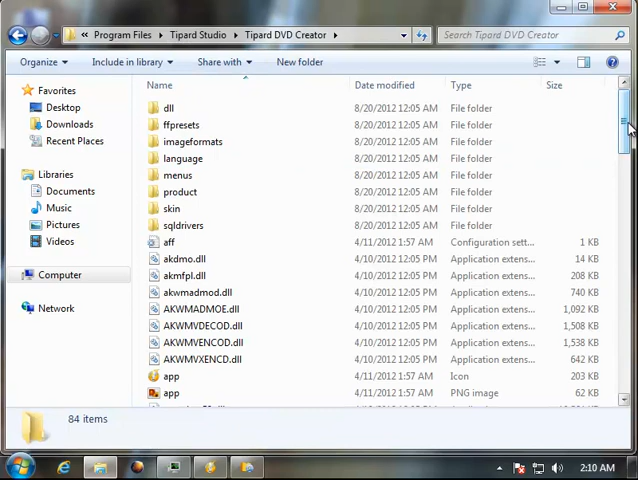 Program Files Tipard Studio Tipard DVD Creator Search Tipard DVD Creator
Organize Include in library Share with New folder
Name Date modified Type Size
Favorites
Desktop
Downloads
Recent Places
Libraries
Documents
Music
Pictures
Videos
Computer
Network
dll 8/20/2012 12:05 AM File folder
ffpresets 8/20/2012 12:05 AM File folder
imageformats 8/20/2012 12:05 AM File folder
language 8/20/2012 12:05 AM File folder
menus 8/20/2012 12:05 AM File folder
product 8/20/2012 12:05 AM File folder
skin 8/20/2012 12:05 AM File folder
sqldrivers 8/20/2012 12:05 AM File folder
aff 4/11/2012 1:57 AM Configuration sett... 1 KB
akdmo.dll 4/10/2012 12:05 PM Application extens... 14 KB
akmfpl.dll 4/10/2012 12:05 PM Application extens... 208 KB
akwmadmod.dll 4/10/2012 12:05 PM Application extens... 740 KB
AKWMADMOE.dll 4/10/2012 12:05 PM Application extens... 1,092 KB
AKWMVDECOD.dll 4/10/2012 12:05 PM Application extens... 1,508 KB
AKWMVENCOD.dll 4/10/2012 12:05 PM Application extens... 1,538 KB
AKWMVXENCD.dll 4/10/2012 12:05 PM Application extens... 642 KB
app 4/11/2012 1:57 AM Icon 203 KB
app 4/11/2012 1:57 AM PNG image 62 KB
84 items
2:10 AM